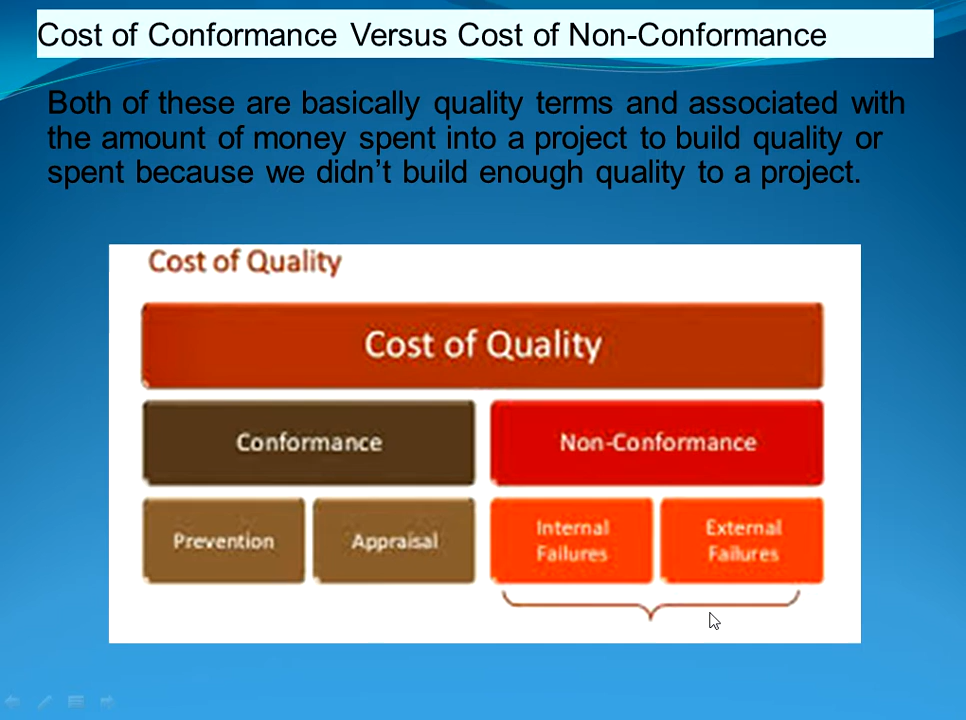 Cost of Conformance Versus Cost of Non-Conformance
Both of these are basically quality terms and associated with
the amount of money spent into a project to build quality or
spent because we didn’t build enough quality to a project.
Cost of Quality
Cost of Quality
Conformance
Non-Conformance
Prevention
Appraisal
Internal
Failures
External
Failures